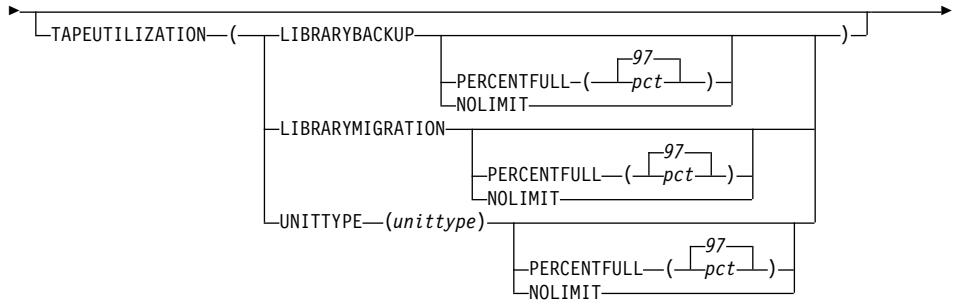 TAPEUTILIZATION ( LIBRARYBACKUP )
97
PERCENTFULL ( pct )
NOLIMIT
LIBRARYMIGRATION
97
PERCENTFULL ( pct )
NOLIMIT
UNITTYPE (unittype)
97
PERCENTFULL ( pct )
NOLIMIT